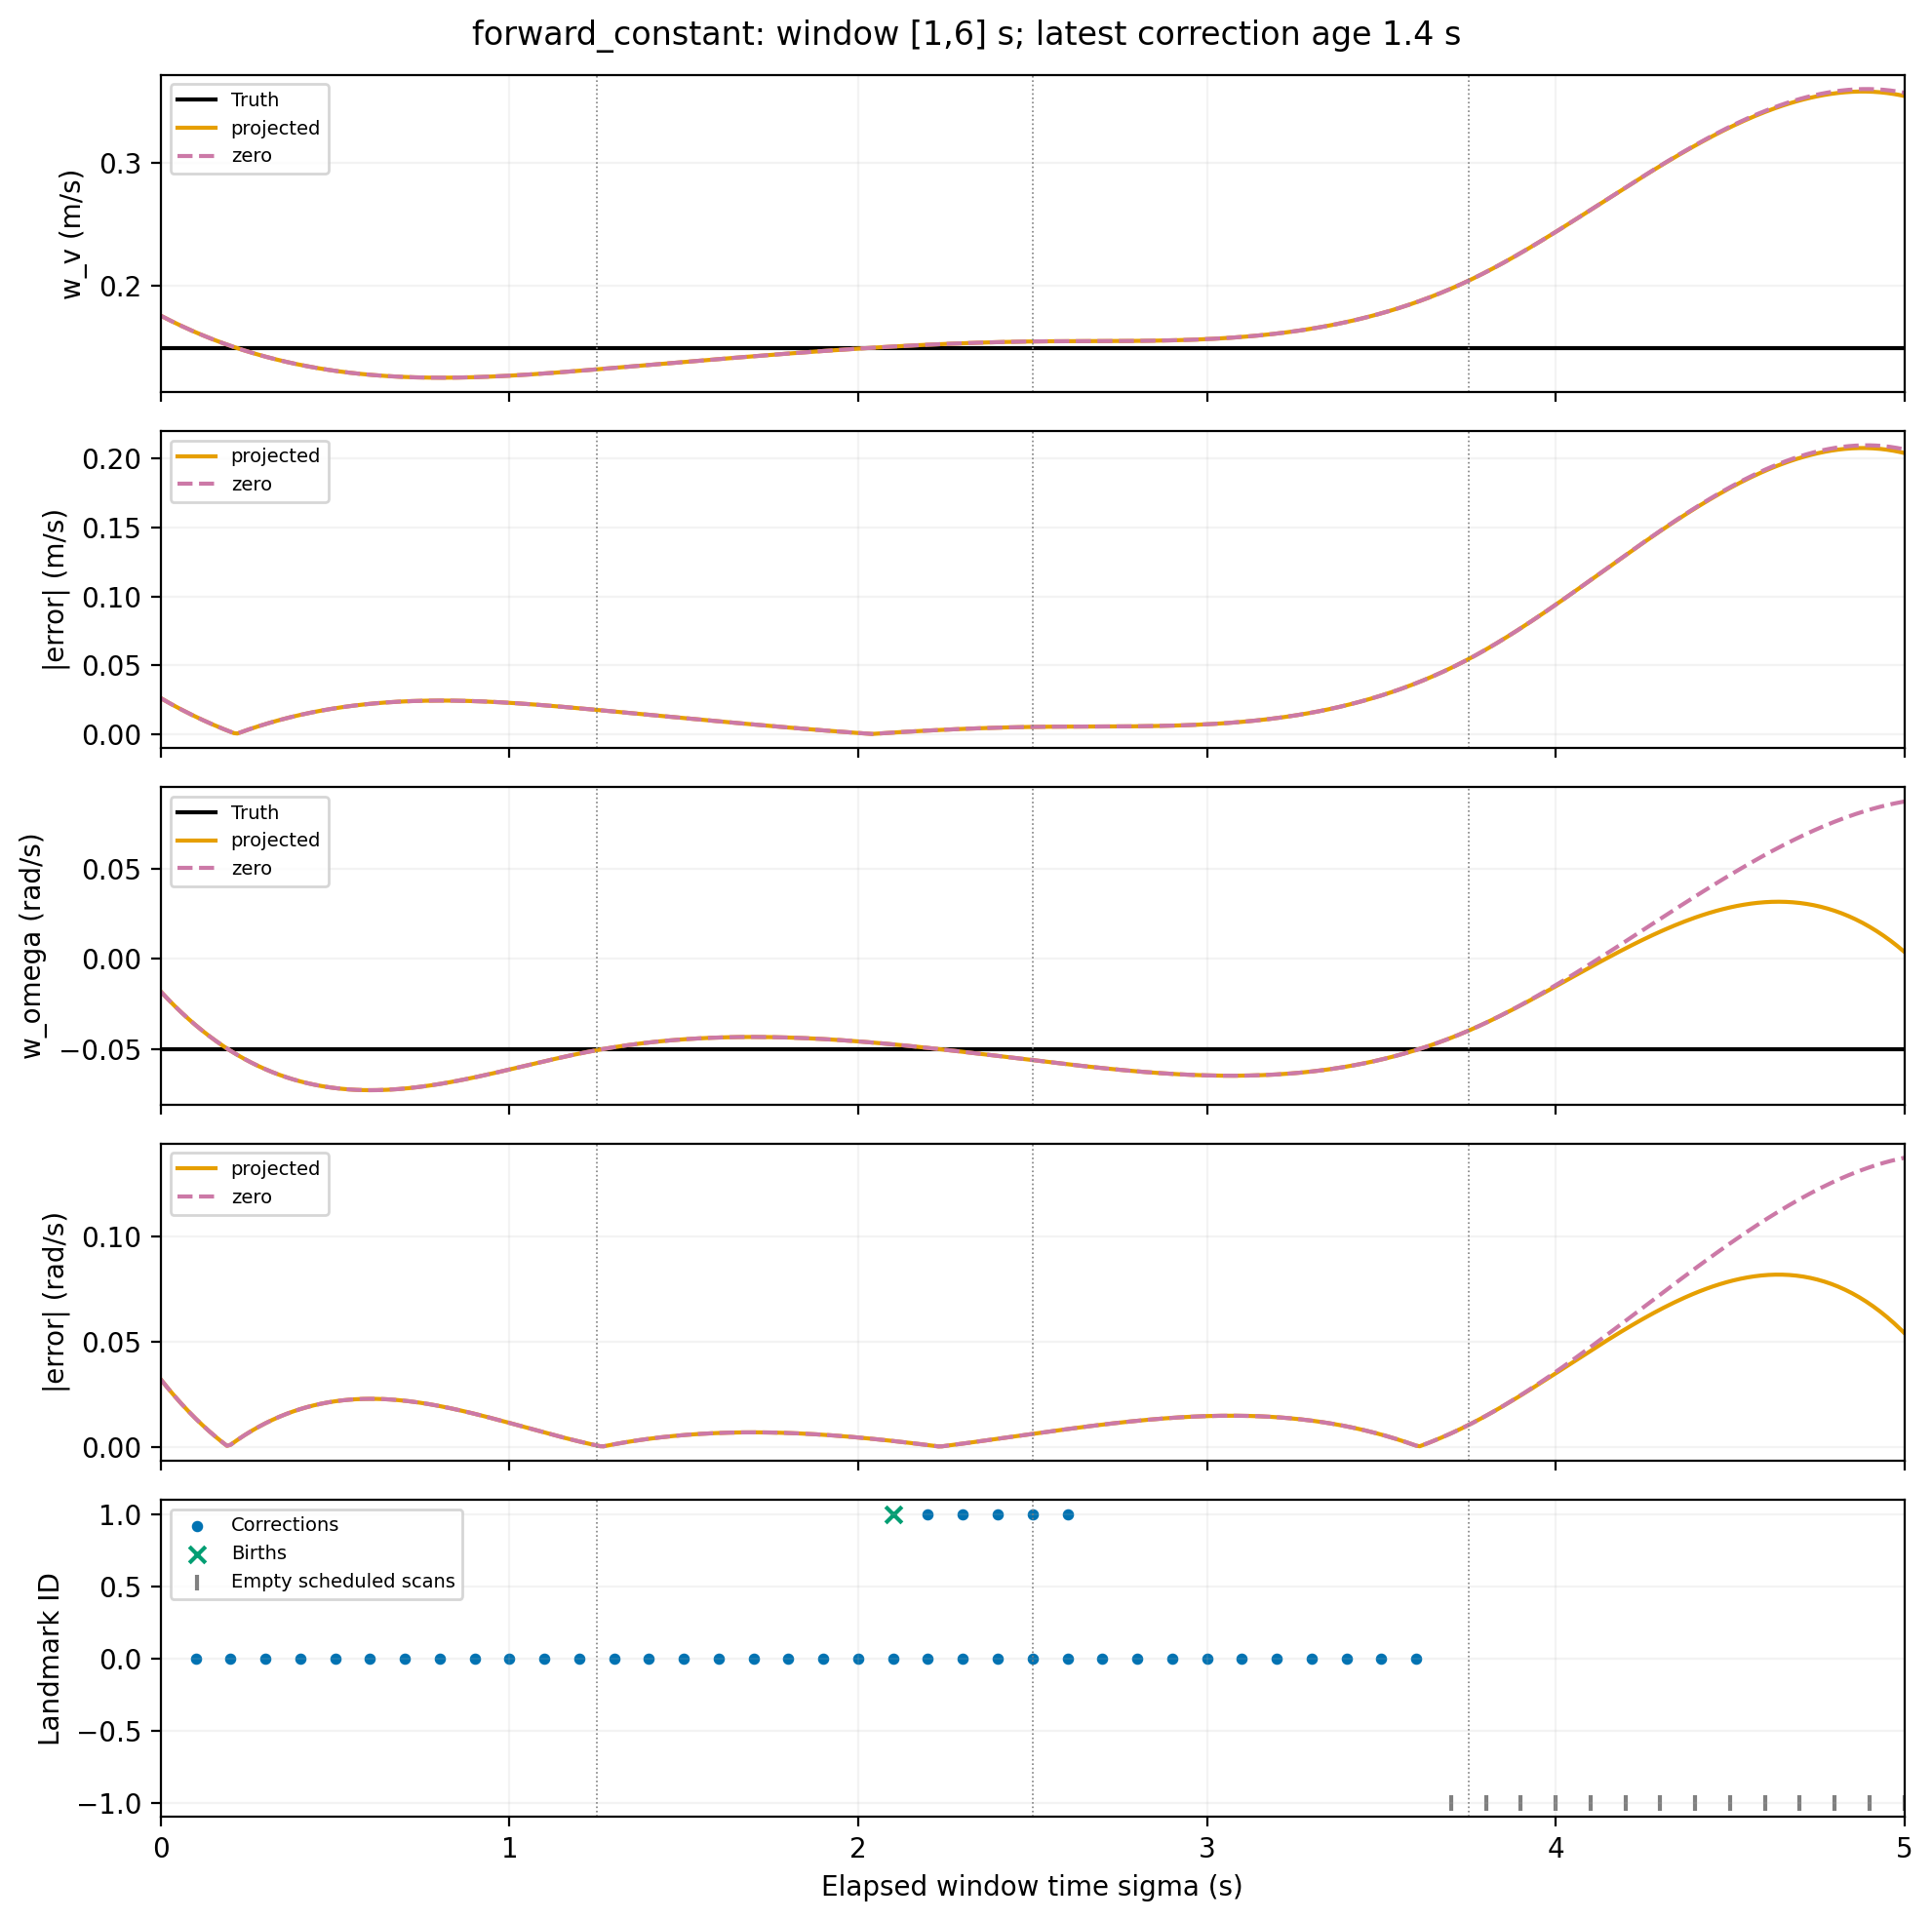 forward_constant: window [1,6] s; latest correction age 1.4 s
w_v (m/s)
0.3
0.2
Truth
projected
zero
|error| (m/s)
0.20
0.15
0.10
0.05
0.00
projected
zero
w_omega (rad/s)
0.05
0.00
−0.05
Truth
projected
zero
|error| (rad/s)
0.10
0.05
0.00
projected
zero
Landmark ID
1.0
0.5
0.0
−0.5
−1.0
Corrections
Births
Empty scheduled scans
0 1 2 3 4 5
Elapsed window time sigma (s)